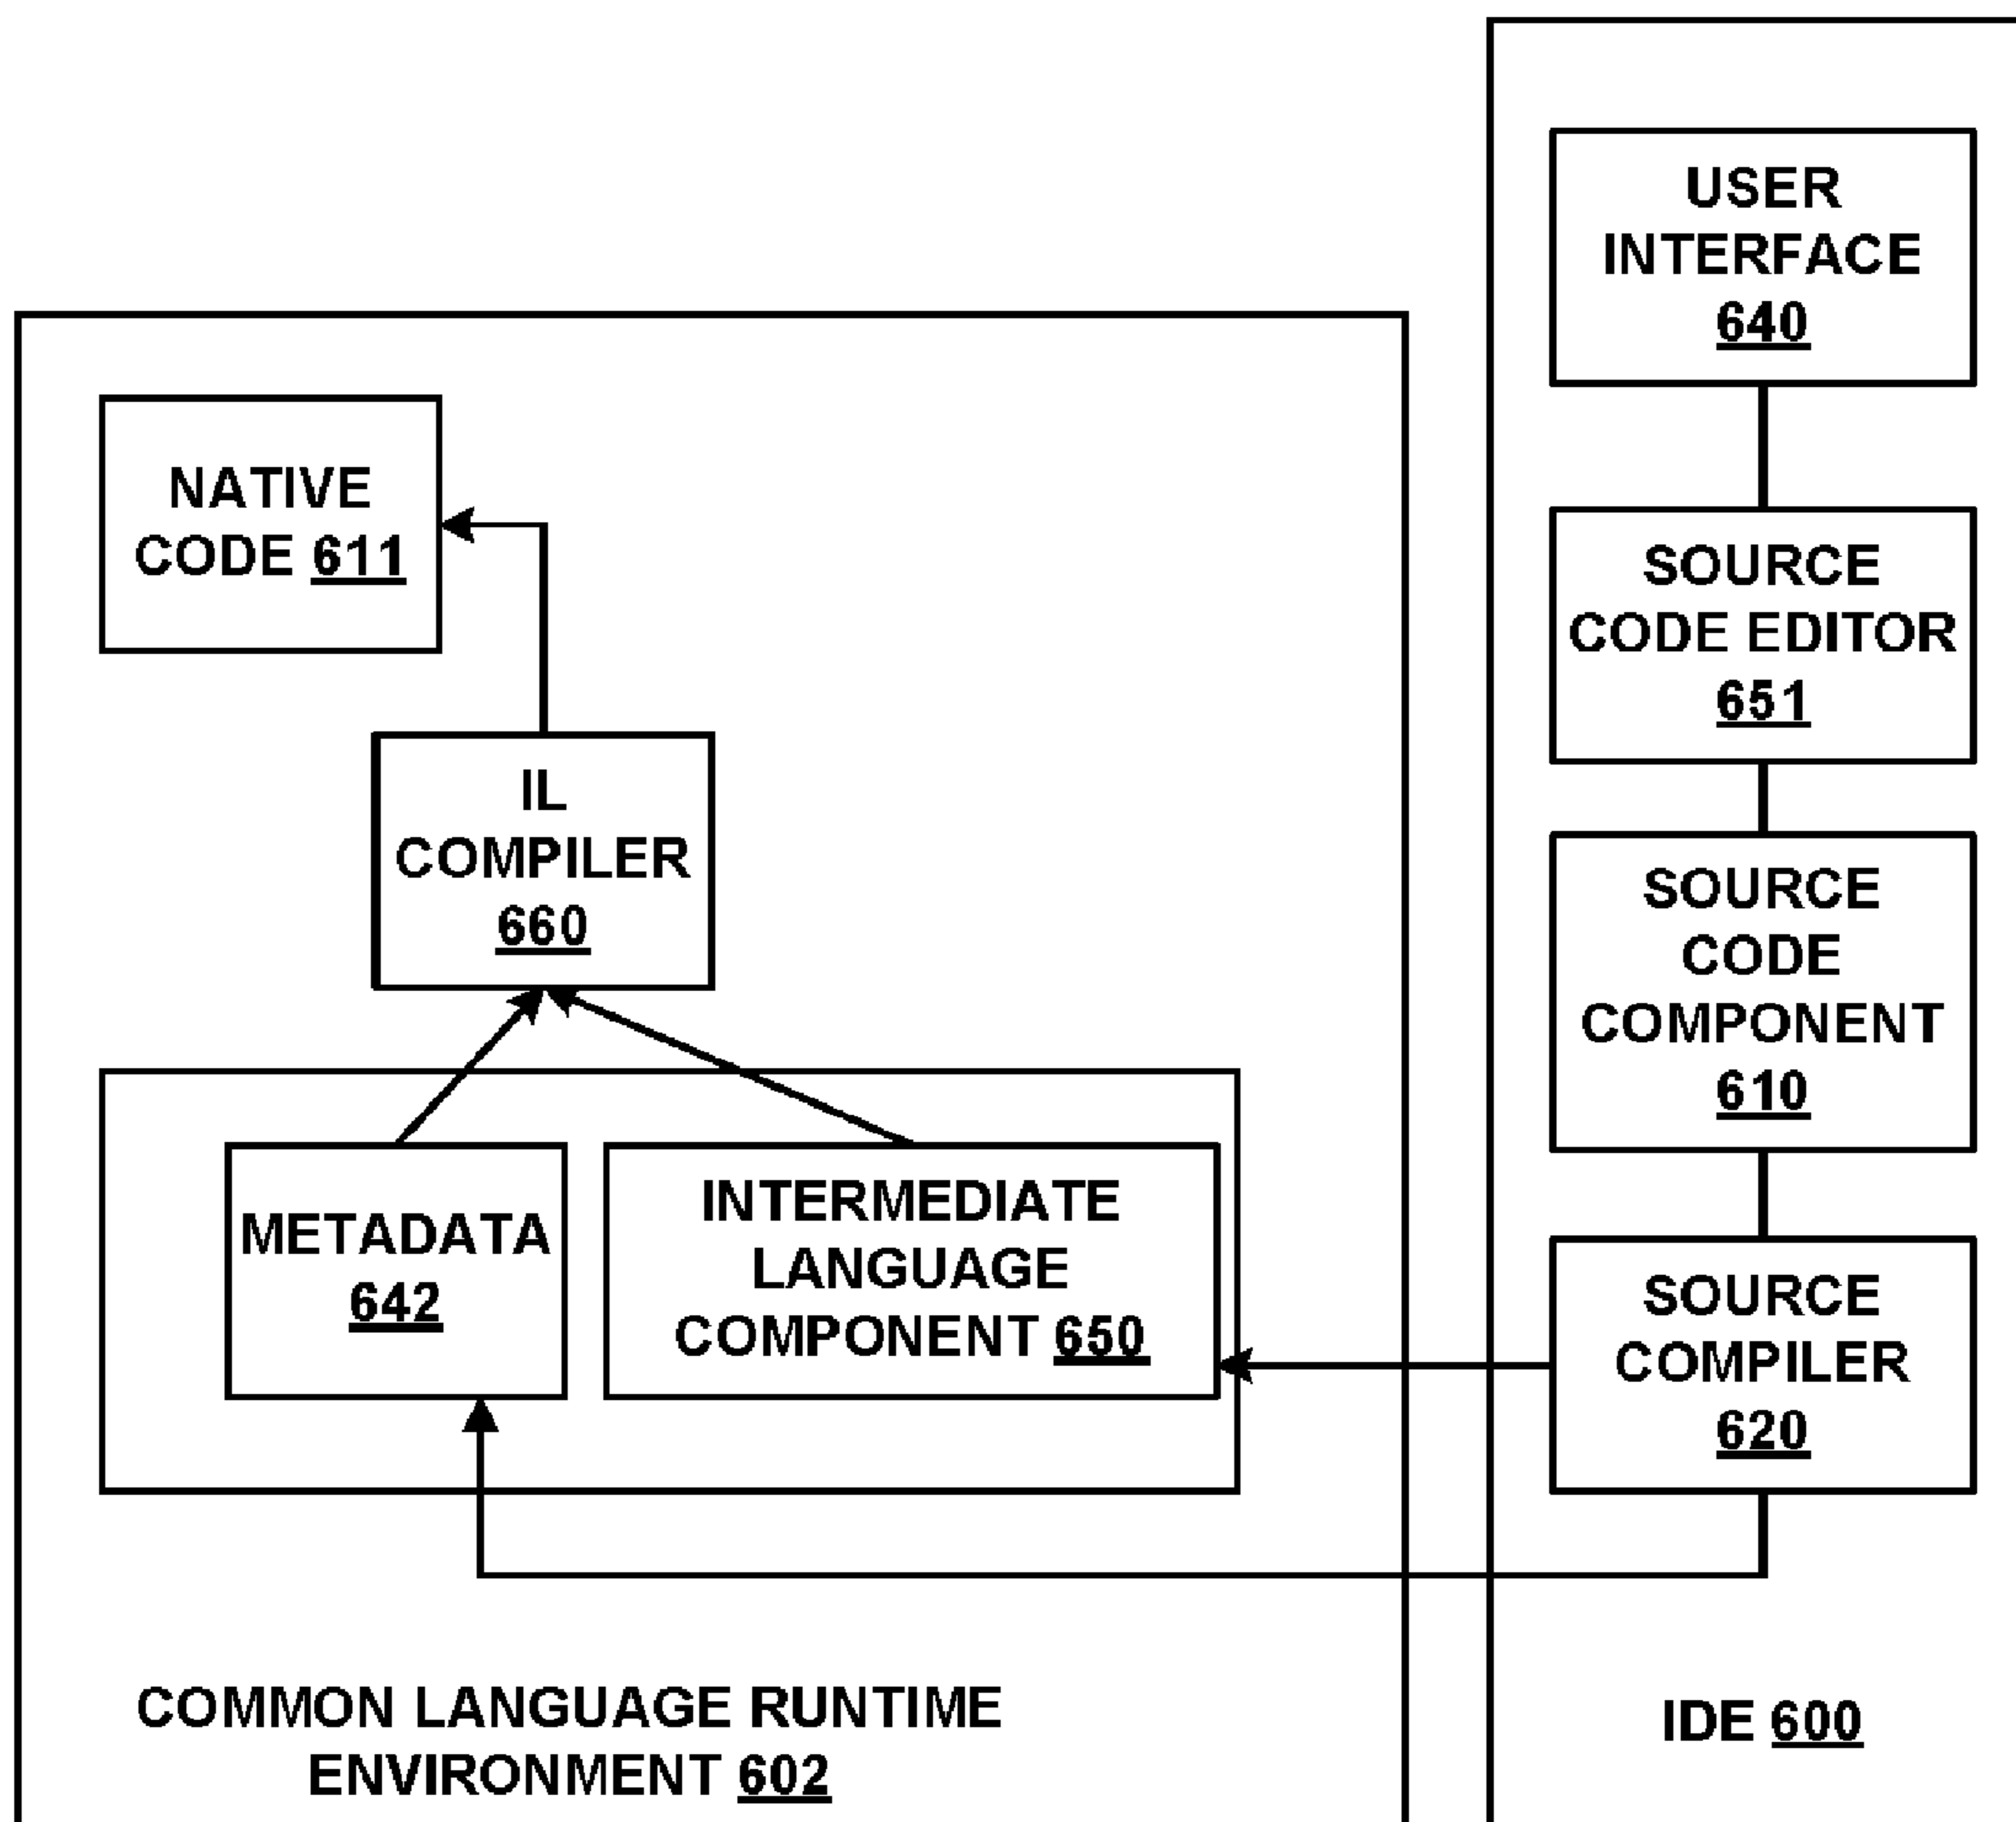 USER
INTERFACE
640
NATIVE
CODE 611
SOURCE
CODE EDITOR
651
IL
COMPILER
660
SOURCE
CODE
COMPONENT
610
METADATA
642
INTERMEDIATE
LANGUAGE
COMPONENT 650
SOURCE
COMPILER
620
COMMON LANGUAGE RUNTIME
ENVIRONMENT 602
IDE 600